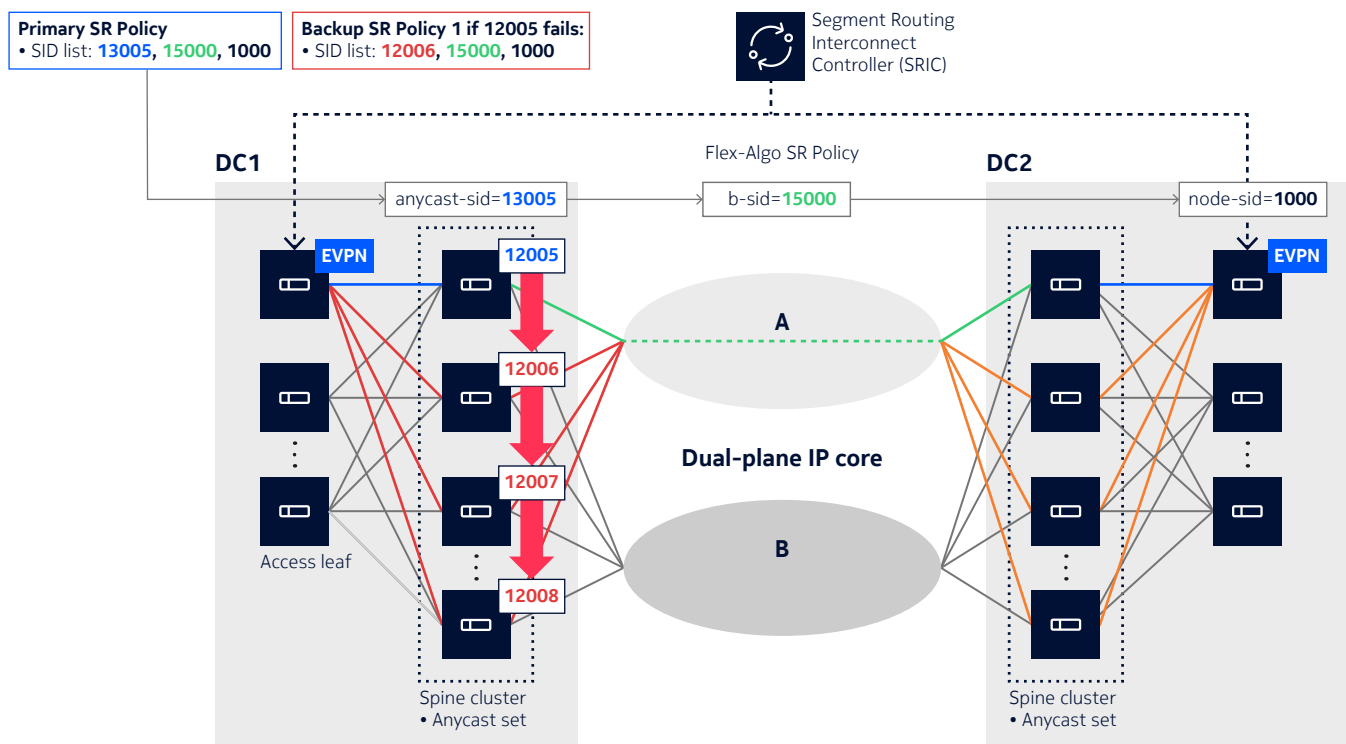 Primary SR Policy
• SID list: 13005, 15000, 1000
Backup SR Policy 1 if 12005 fails:
• SID list: 12006, 15000, 1000
Segment Routing
Interconnect
Controller (SRIC)
DC1
Flex-Algo SR Policy
DC2
anycast-sid=13005
b-sid=15000
node-sid=1000
EVPN
12005
EVPN
A
12006
Dual-plane IP core
12007
B
Access leaf
12008
Spine cluster
• Anycast set
Spine cluster
• Anycast set